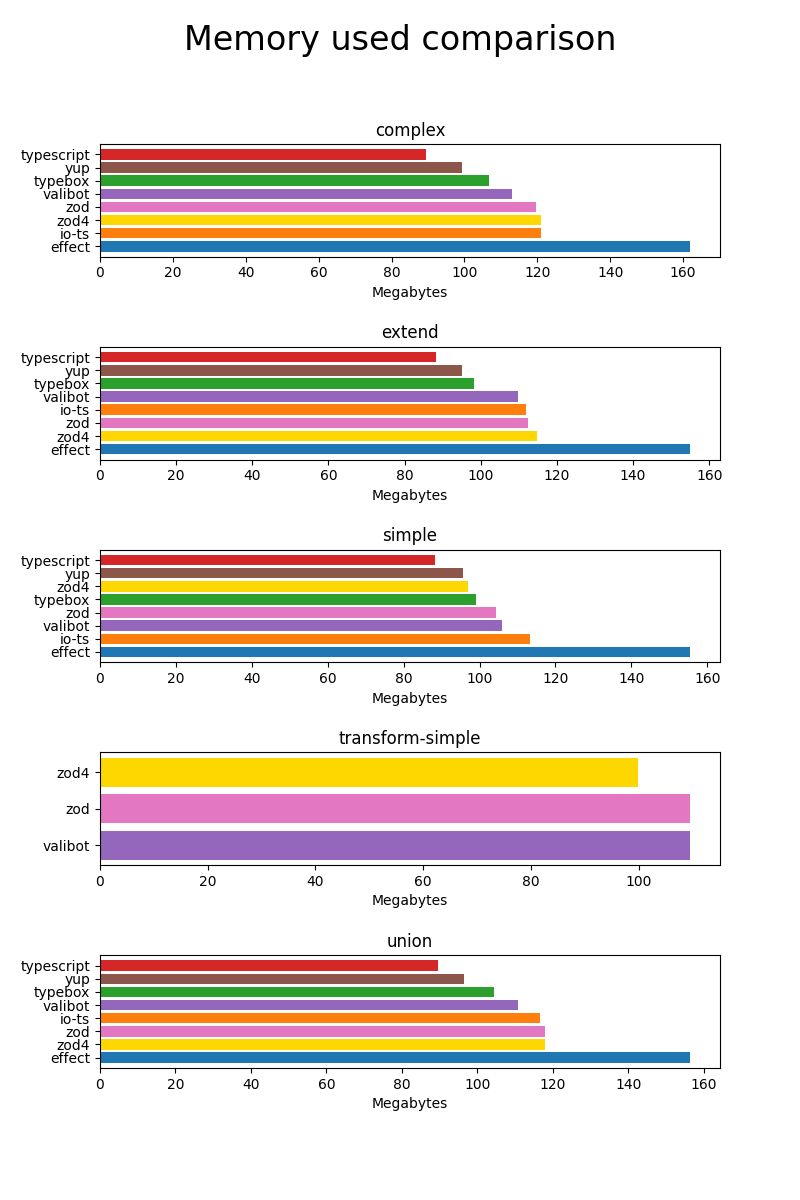 Memory used comparison
complex
typescript
yup
typebox
valibot
zod
zod4
io-ts
effect
0 20 40 60 80 100 120 140 160
Megabytes
extend
typescript
yup
typebox
valibot
io-ts
zod
zod4
effect
0 20 40 60 80 100 120 140 160
Megabytes
simple
typescript
yup
zod4
typebox
zod
valibot
io-ts
effect
0 20 40 60 80 100 120 140 160
Megabytes
transform-simple
zod4
zod
valibot
0 20 40 60 80 100
Megabytes
union
typescript
yup
typebox
valibot
io-ts
zod
zod4
effect
0 20 40 60 80 100 120 140 160
Megabytes